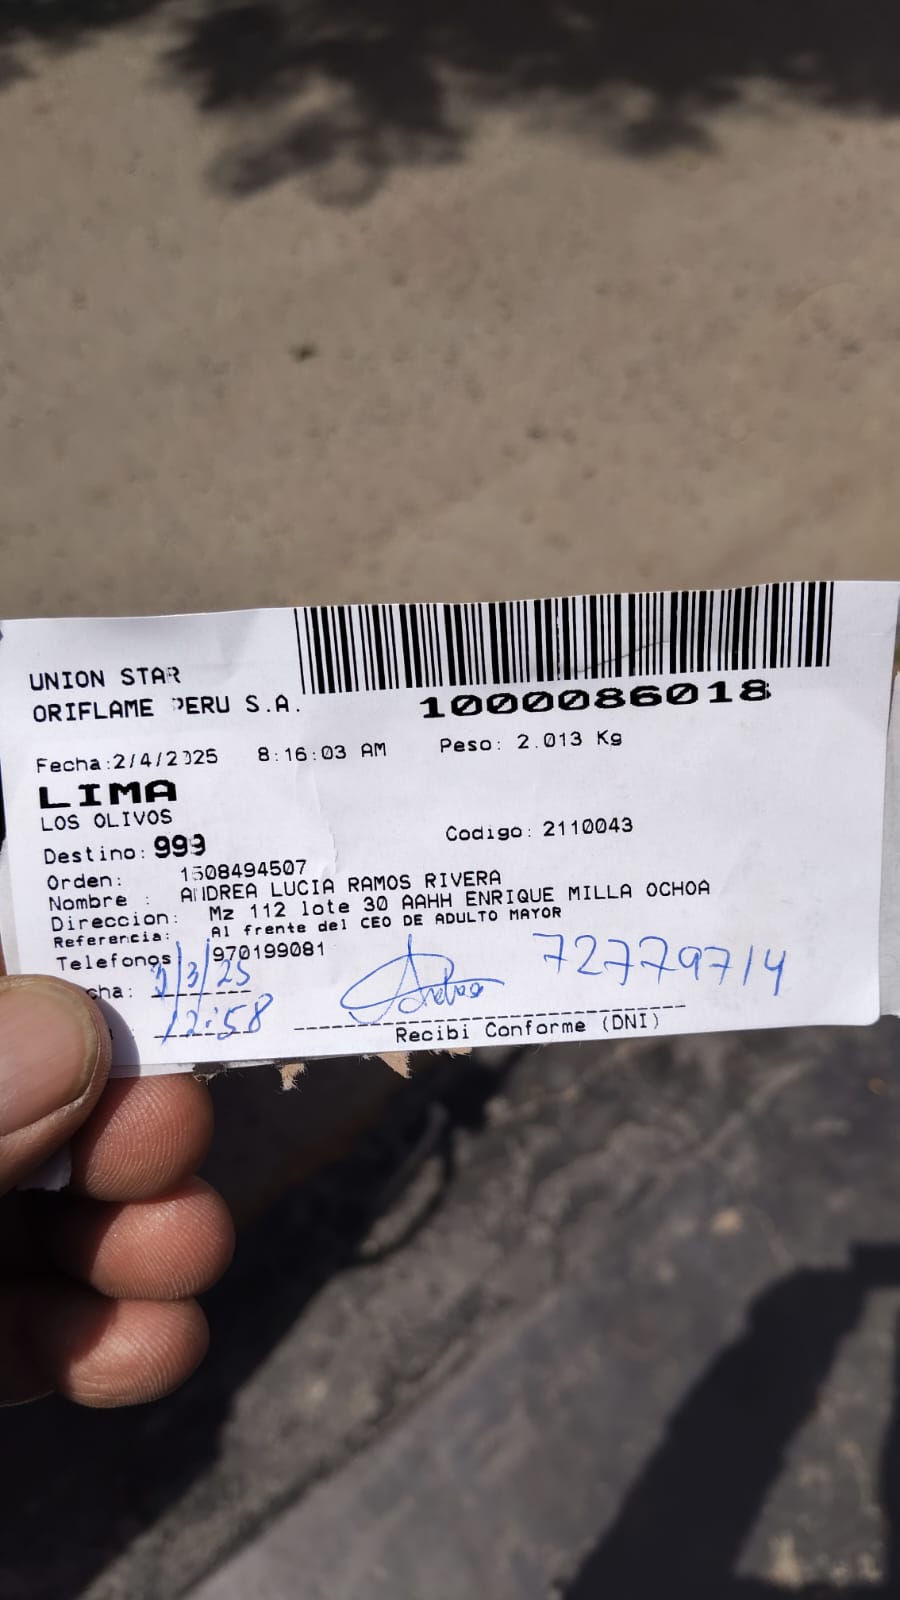 UNION STAR
ORIFLAME PERU S.A.
1000086018
Fecha:2/4/2025 8:16:03 AM Peso: 2.013 Kg
LIMA
LOS OLIVOS
Destino: 999 Codigo: 2110043
Orden: 1508494507
Nombre : ANDREA LUCIA RAMOS RIVERA
Direccion: Mz 112 lote 30 AAHH ENRIQUE MILLA OCHOA
Referencia: Al frente del CEO DE ADULTO MAYOR
Telefonos 970199081
cha: /3/25 72779714
12:58
Recibi Conforme (DNI)